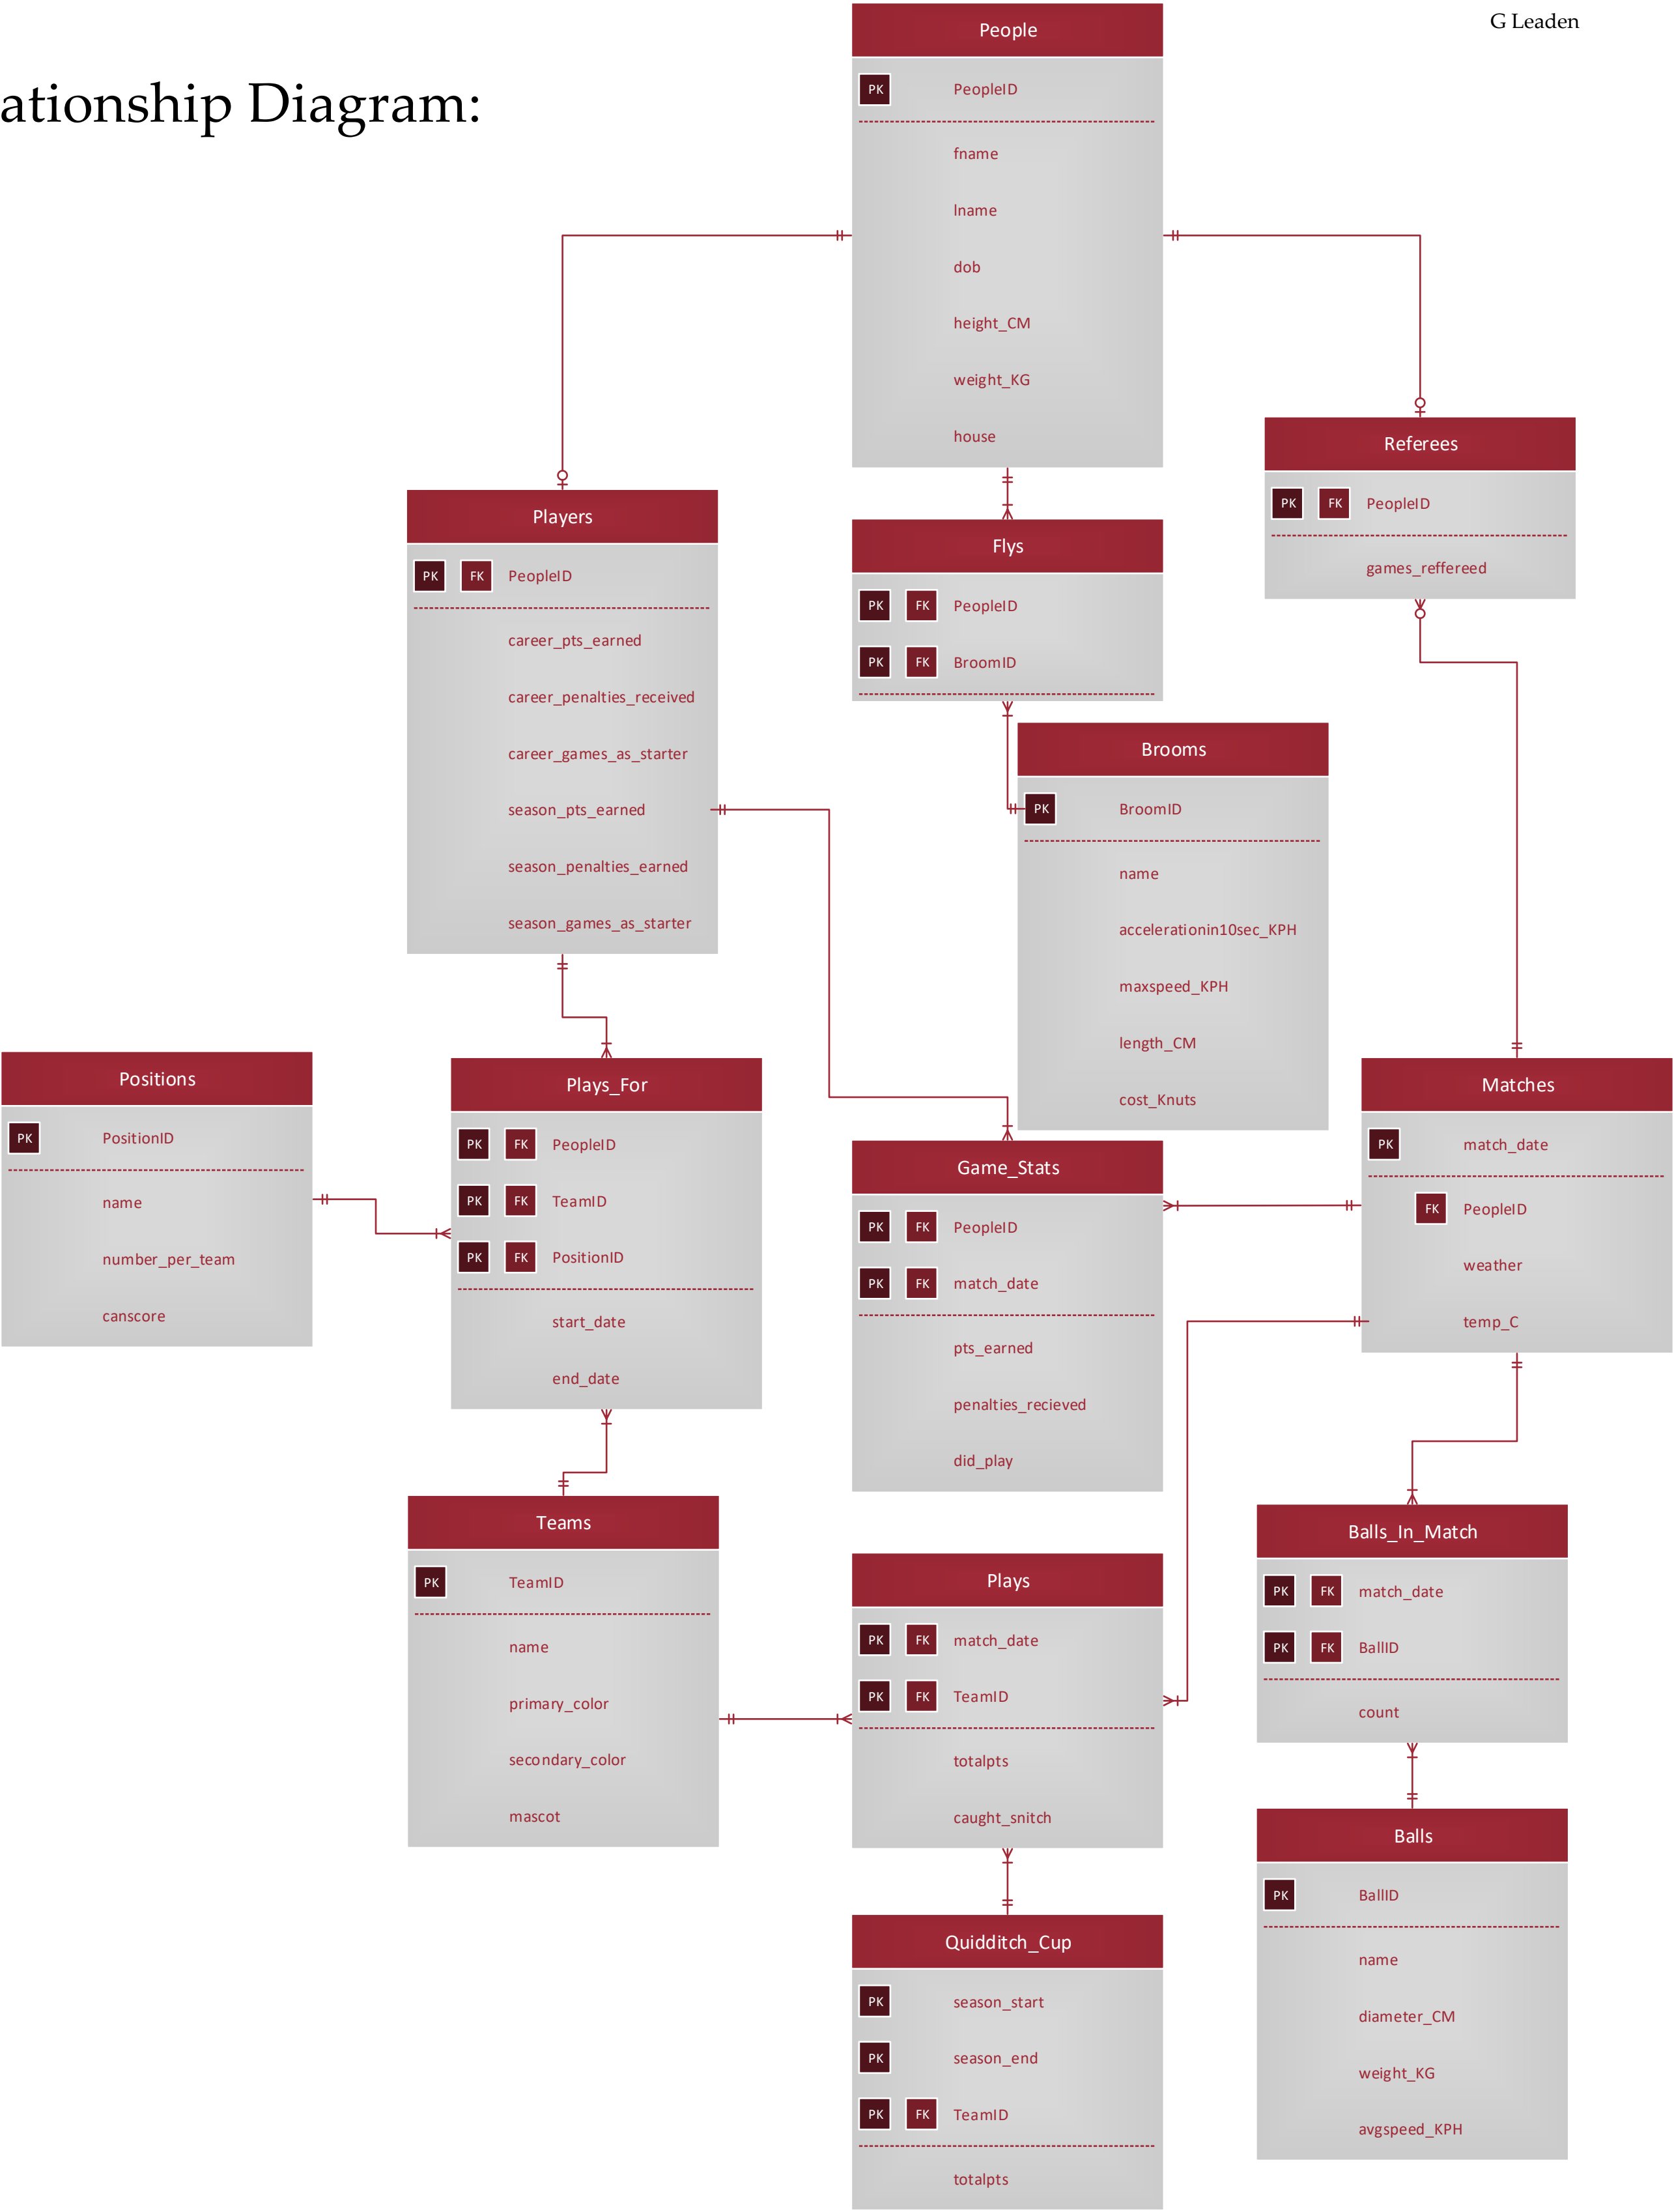 G Leaden
ationship Diagram:
People
PK PeopleID
fname
lname
dob
height_CM
weight_KG
house
Players
PK FK PeopleID
career_pts_earned
career_penalties_received
career_games_as_starter
season_pts_earned
season_penalties_earned
season_games_as_starter
Flys
PK FK PeopleID
PK FK BroomID
Referees
PK FK PeopleID
games_reffereed
Brooms
PK BroomID
name
accelerationin10sec_KPH
maxspeed_KPH
length_CM
cost_Knuts
Positions
PK PositionID
name
number_per_team
canscore
Plays_For
PK FK PeopleID
PK FK TeamID
PK FK PositionID
start_date
end_date
Game_Stats
PK FK PeopleID
PK FK match_date
pts_earned
penalties_recieved
did_play
Matches
PK match_date
FK PeopleID
weather
temp_C
Teams
PK TeamID
name
primary_color
secondary_color
mascot
Plays
PK FK match_date
PK FK TeamID
totalpts
caught_snitch
Balls_In_Match
PK FK match_date
PK FK BallID
count
Quidditch_Cup
PK season_start
PK season_end
PK FK TeamID
totalpts
Balls
PK BallID
name
diameter_CM
weight_KG
avgspeed_KPH